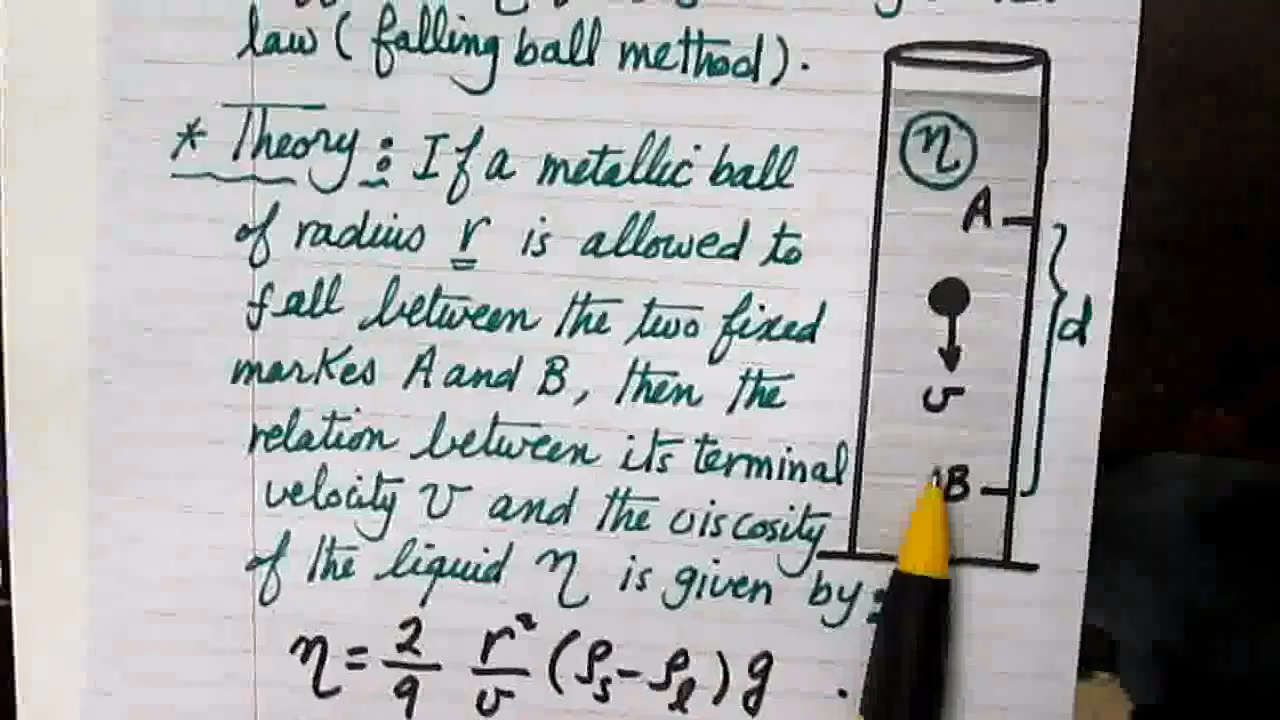 law (falling ball method).
* Theory: If a metallic ball
of radius r is allowed to
fall between the two fixed
markes A and B, then the
relation between its terminal
velocity v and the viscosity
of the liquid η is given by:
η = 2/9 r²/v (ρs - ρl) g .
η
A
d
v
B